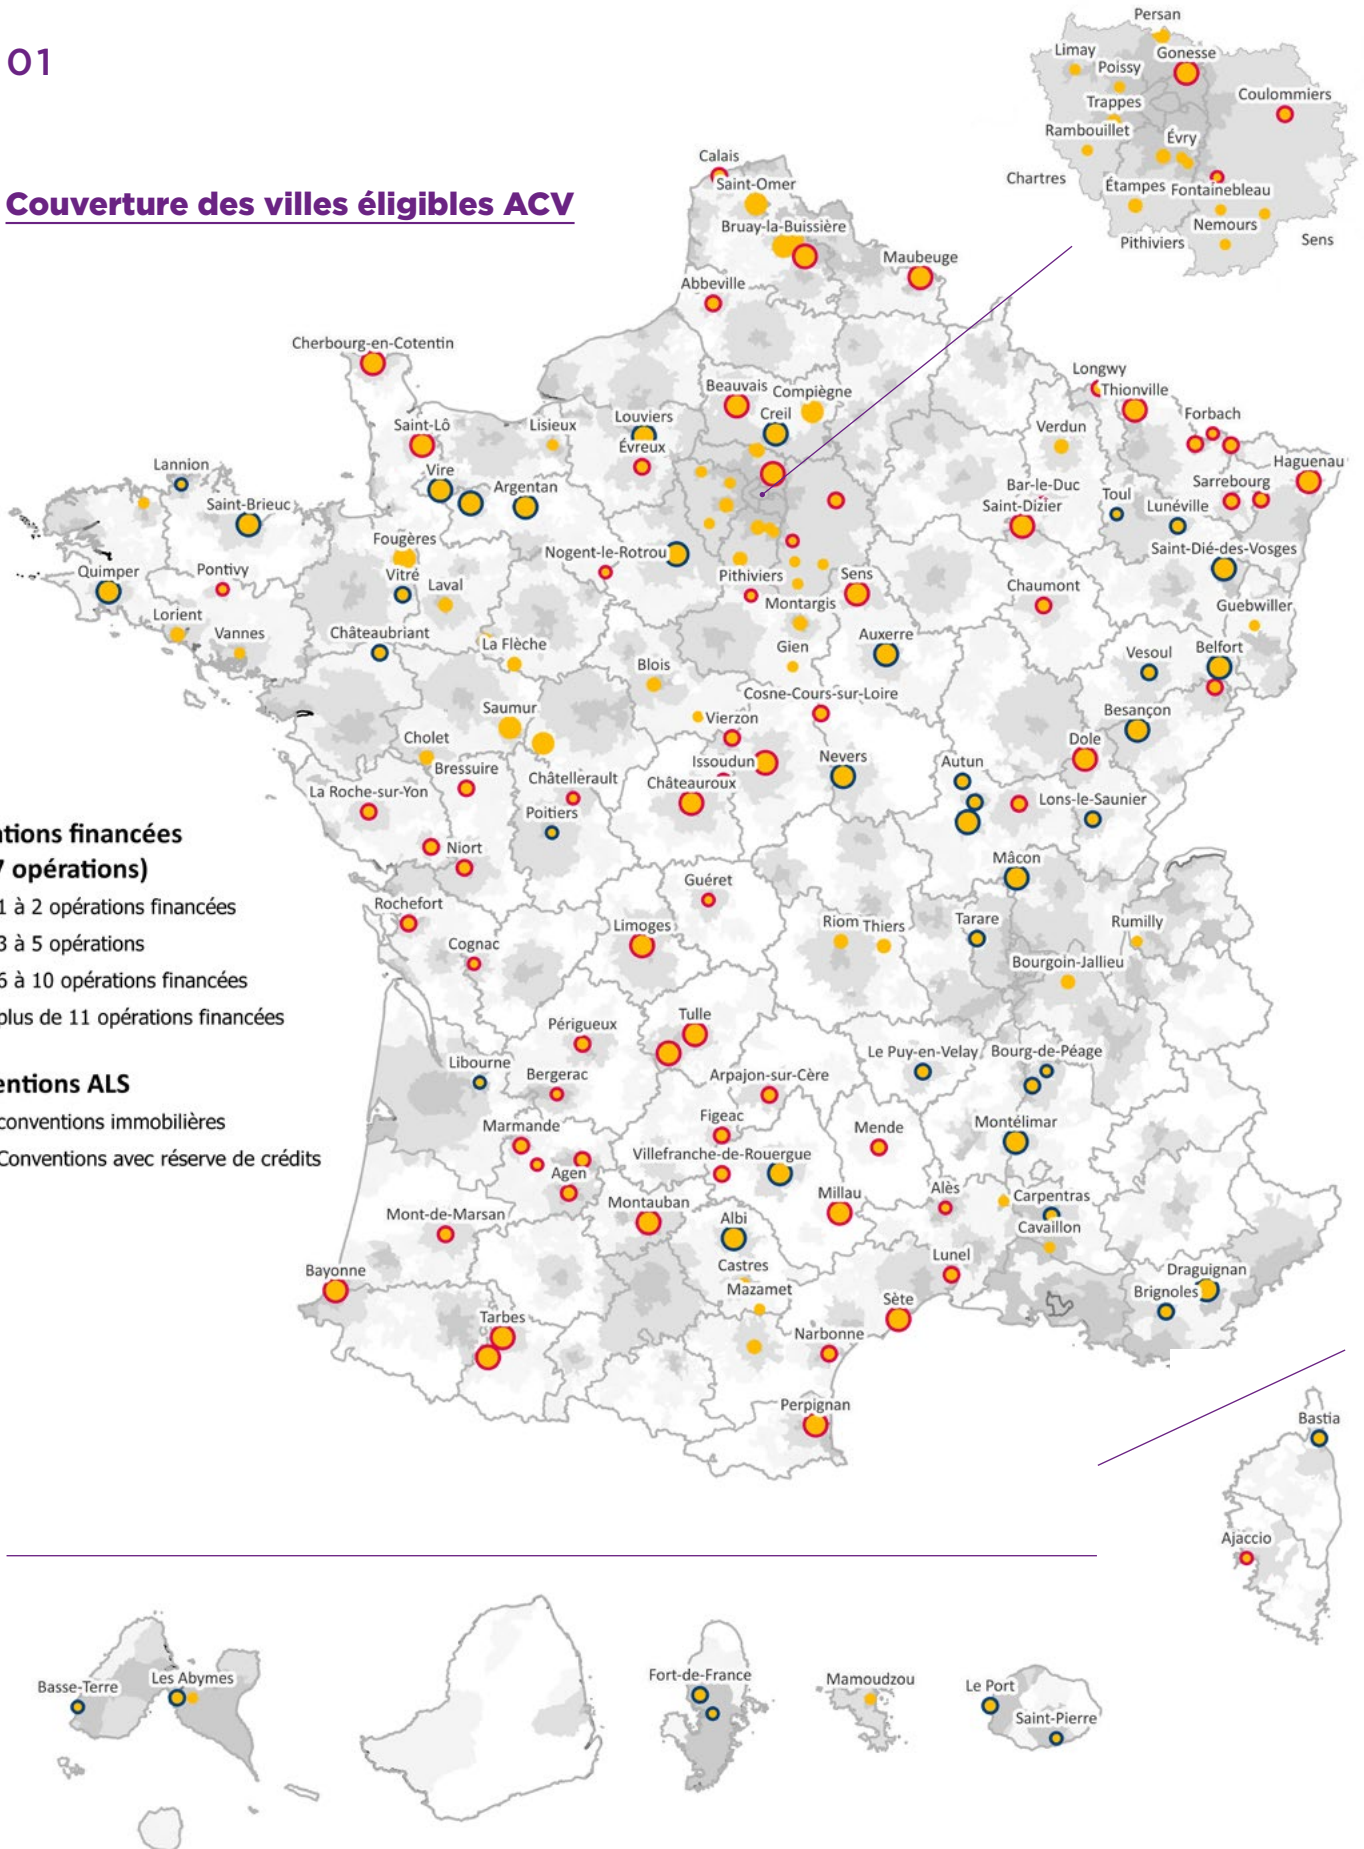 01
Couverture des villes éligibles ACV
Persan
Limay
Gonesse
Poissy
Coulommiers
Trappes
Rambouillet
Évry
Chartres
Étampes
Fontainebleau
Nemours
Pithiviers
Sens
Calais
Saint-Omer
Bruay-la-Buissière
Maubeuge
Abbeville
Cherbourg-en-Cotentin
Longwy
Thionville
Beauvais
Compiègne
Creil
Louviers
Lisieux
Saint-Lô
Forbach
Verdun
Évreux
Haguenau
Lannion
Vire
Argentan
Bar-le-Duc
Toul
Sarrebourg
Saint-Brieuc
Saint-Dizier
Lunéville
Fougères
Nogent-le-Rotrou
Saint-Dié-des-Vosges
Quimper
Pontivy
Vitré
Laval
Pithiviers
Sens
Chaumont
Montargis
Guebwiller
Lorient
Vannes
Châteaubriant
La Flèche
Gien
Auxerre
Vesoul
Belfort
Blois
Cosne-Cours-sur-Loire
Saumur
Vierzon
Besançon
Cholet
Dole
Bressuire
Issoudun
Nevers
Autun
Châtellerault
Châteauroux
La Roche-sur-Yon
Lons-le-Saunier
Poitiers
Niort
Mâcon
ations financées
7 opérations)
1 à 2 opérations financées
3 à 5 opérations
6 à 10 opérations financées
plus de 11 opérations financées
entions ALS
conventions immobilières
Conventions avec réserve de crédits
Guéret
Rochefort
Limoges
Riom
Thiers
Tarare
Rumilly
Cognac
Bourgoin-Jallieu
Périgueux
Tulle
Libourne
Bergerac
Le Puy-en-Velay
Bourg-de-Péage
Arpajon-sur-Cère
Marmande
Figeac
Mende
Montélimar
Villefranche-de-Rouergue
Agen
Millau
Alès
Carpentras
Montauban
Mont-de-Marsan
Albi
Cavaillon
Bayonne
Castres
Lunel
Draguignan
Mazamet
Brignoles
Sète
Tarbes
Narbonne
Perpignan
Bastia
Ajaccio
Basse-Terre
Les Abymes
Fort-de-France
Mamoudzou
Le Port
Saint-Pierre